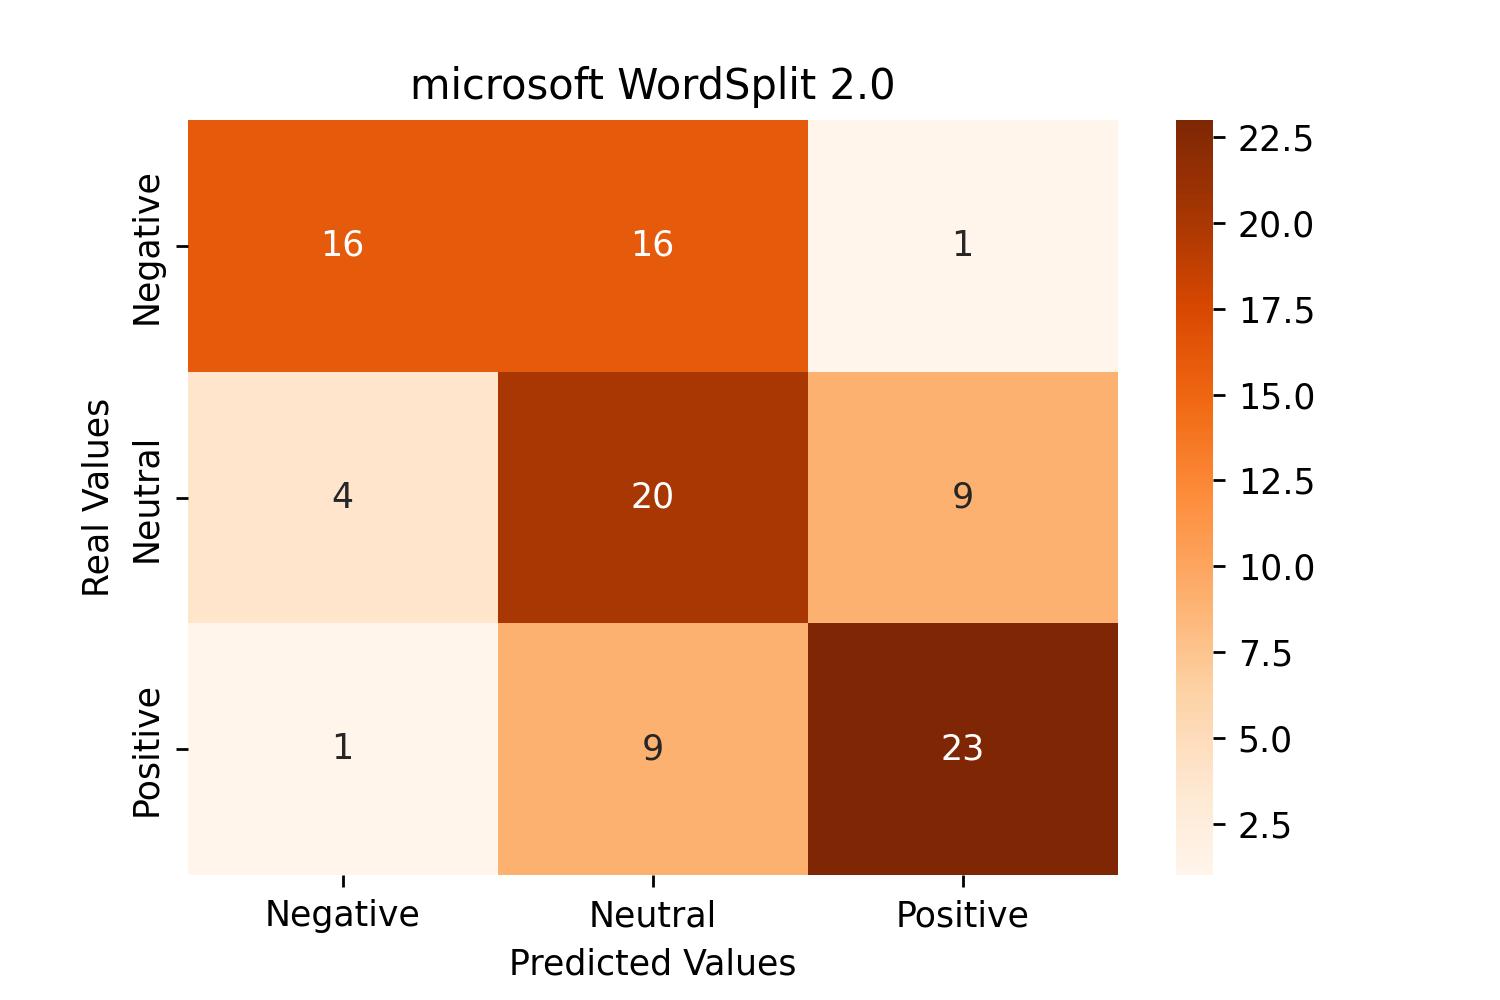 microsoft WordSplit 2.0
Real Values
Negative
16
16
1
Neutral
4
20
9
Positive
1
9
23
Negative
Neutral
Positive
Predicted Values
22.5
20.0
17.5
15.0
12.5
10.0
7.5
5.0
2.5